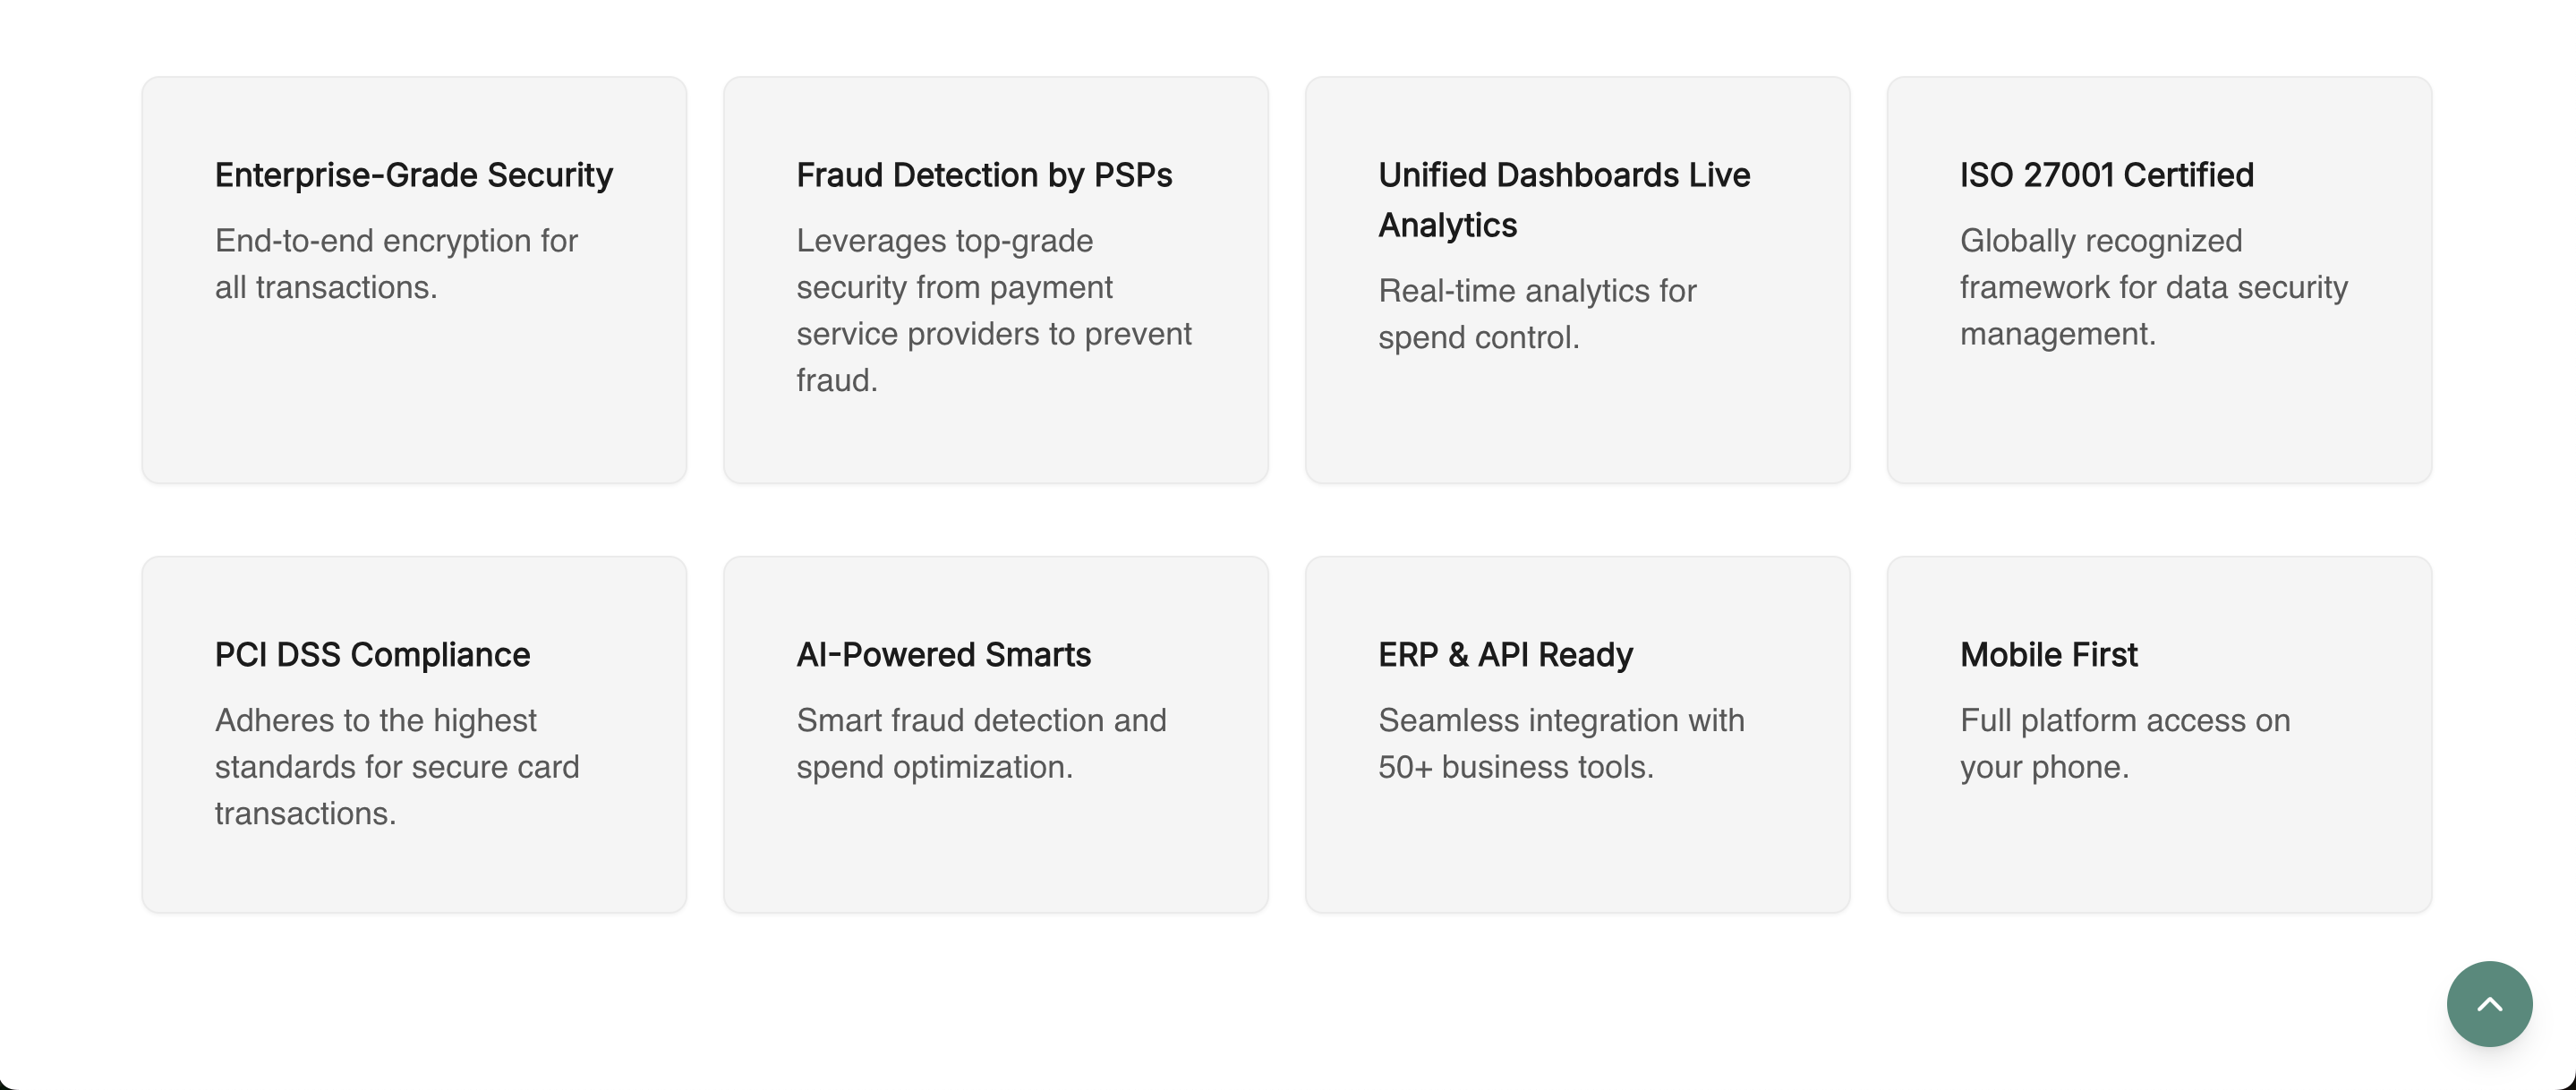 Enterprise-Grade Security
End-to-end encryption for
all transactions.
Fraud Detection by PSPs
Leverages top-grade
security from payment
service providers to prevent
fraud.
Unified Dashboards Live
Analytics
Real-time analytics for
spend control.
ISO 27001 Certified
Globally recognized
framework for data security
management.
PCI DSS Compliance
Adheres to the highest
standards for secure card
transactions.
AI-Powered Smarts
Smart fraud detection and
spend optimization.
ERP & API Ready
Seamless integration with
50+ business tools.
Mobile First
Full platform access on
your phone.